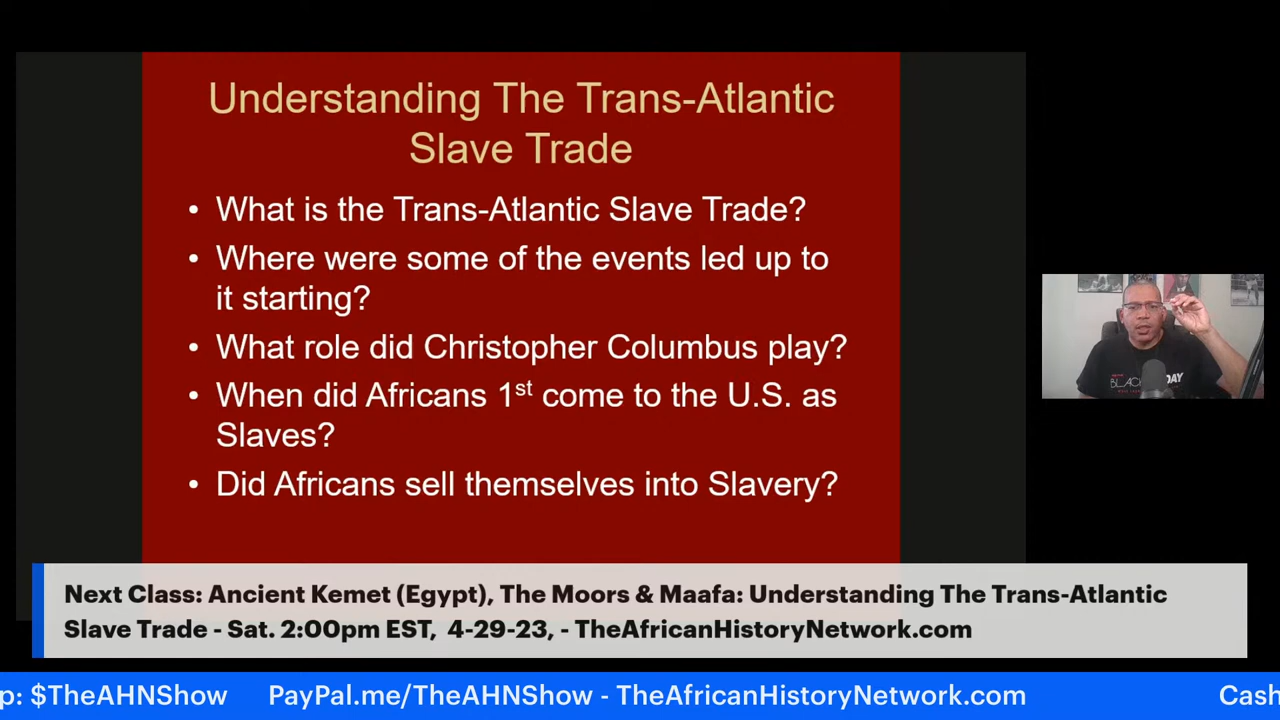 Understanding The Trans-Atlantic
Slave Trade
• What is the Trans-Atlantic Slave Trade?
• Where were some of the events led up to
it starting?
• What role did Christopher Columbus play?
• When did Africans 1st come to the U.S. as
Slaves?
• Did Africans sell themselves into Slavery?
Next Class: Ancient Kemet (Egypt), The Moors & Maafa: Understanding The Trans-Atlantic
Slave Trade - Sat. 2:00pm EST, 4-29-23, - TheAfricanHistoryNetwork.com
p: $TheAHNShow PayPal.me/TheAHNShow - TheAfricanHistoryNetwork.com Cash